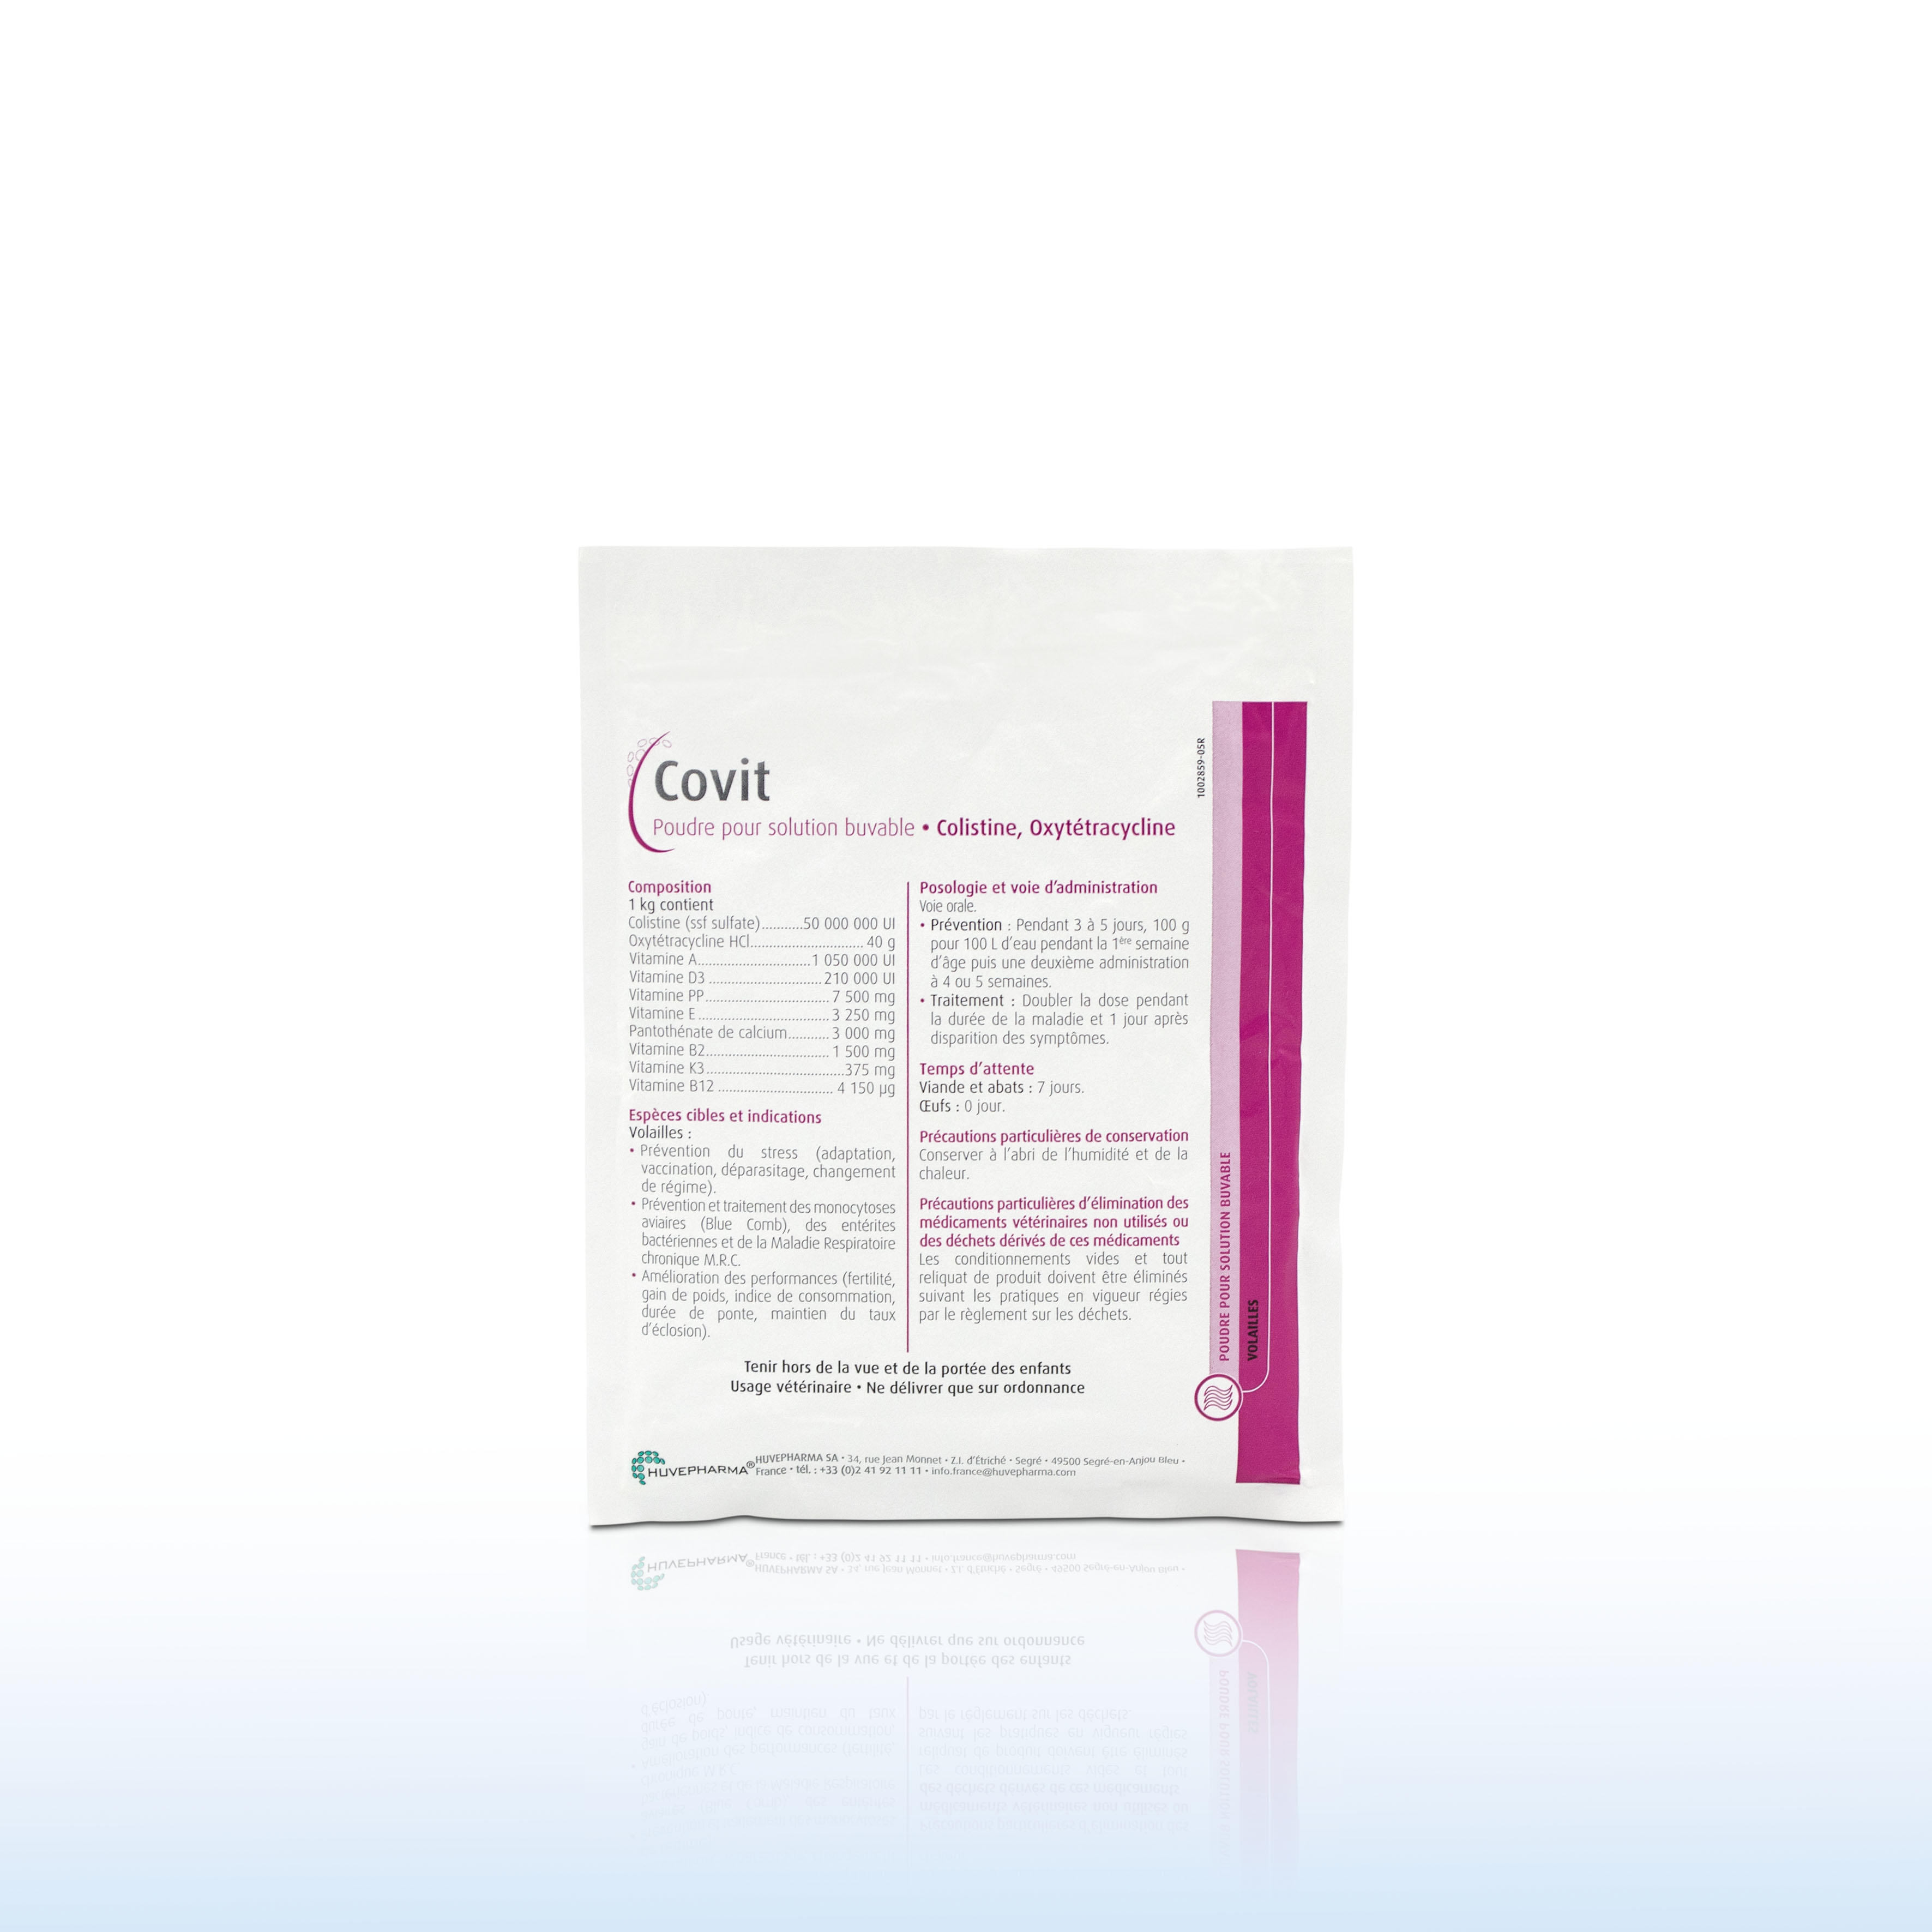 Covit
Poudre pour solution buvable • Colistine, Oxytétracycline
Composition
1 kg contient
Colistine (ssf sulfate)...........50 000 000 UI
Oxytétracycline HCl.............................. 40 g
Vitamine A..............................1 050 000 UI
Vitamine D3 ..............................210 000 UI
Vitamine PP................................. 7 500 mg
Vitamine E ................................... 3 250 mg
Pantothénate de calcium........... 3 000 mg
Vitamine B2................................. 1 500 mg
Vitamine K3.....................................375 mg
Vitamine B12 ............................... 4 150 µg
Espèces cibles et indications
Volailles :
• Prévention du stress (adaptation,
vaccination, déparasitage, changement
de régime).
• Prévention et traitement des monocytoses
aviaires (Blue Comb), des entérites
bactériennes et de la Maladie Respiratoire
chronique M.R.C.
• Amélioration des performances (fertilité,
gain de poids, indice de consommation,
durée de ponte, maintien du taux
d'éclosion).
Posologie et voie d'administration
Voie orale.
• Prévention : Pendant 3 à 5 jours, 100 g
pour 100 L d'eau pendant la 1ère semaine
d'âge puis une deuxième administration
à 4 ou 5 semaines.
• Traitement : Doubler la dose pendant
la durée de la maladie et 1 jour après
disparition des symptômes.
Temps d'attente
Viande et abats : 7 jours.
Œufs : 0 jour.
Précautions particulières de conservation
Conserver à l'abri de l'humidité et de la
chaleur.
Précautions particulières d'élimination des
médicaments vétérinaires non utilisés ou
des déchets dérivés de ces médicaments
Les conditionnements vides et tout
reliquat de produit doivent être éliminés
suivant les pratiques en vigueur régies
par le règlement sur les déchets.
Tenir hors de la vue et de la portée des enfants
Usage vétérinaire • Ne délivrer que sur ordonnance
HUVEPHARMA®
HUVEPHARMA SA • 34, rue Jean Monnet • Z.I. d'Étriché • Segré • 49500 Segré-en-Anjou Bleu •
France • tél. : +33 (0)2 41 92 11 11 • info.france@huvepharma.com
1002859-05R
POUDRE POUR SOLUTION BUVABLE
VOLAILLES